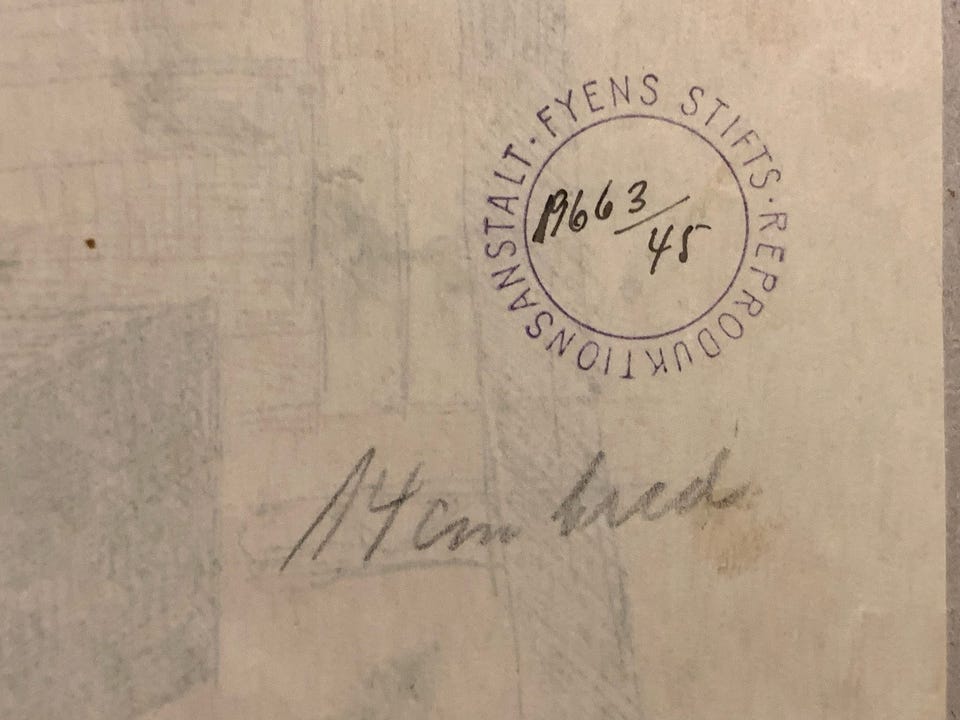 FYENS STIFTS · REPRODUKTIONSANSTALT ·
19663/45
14 cm bred